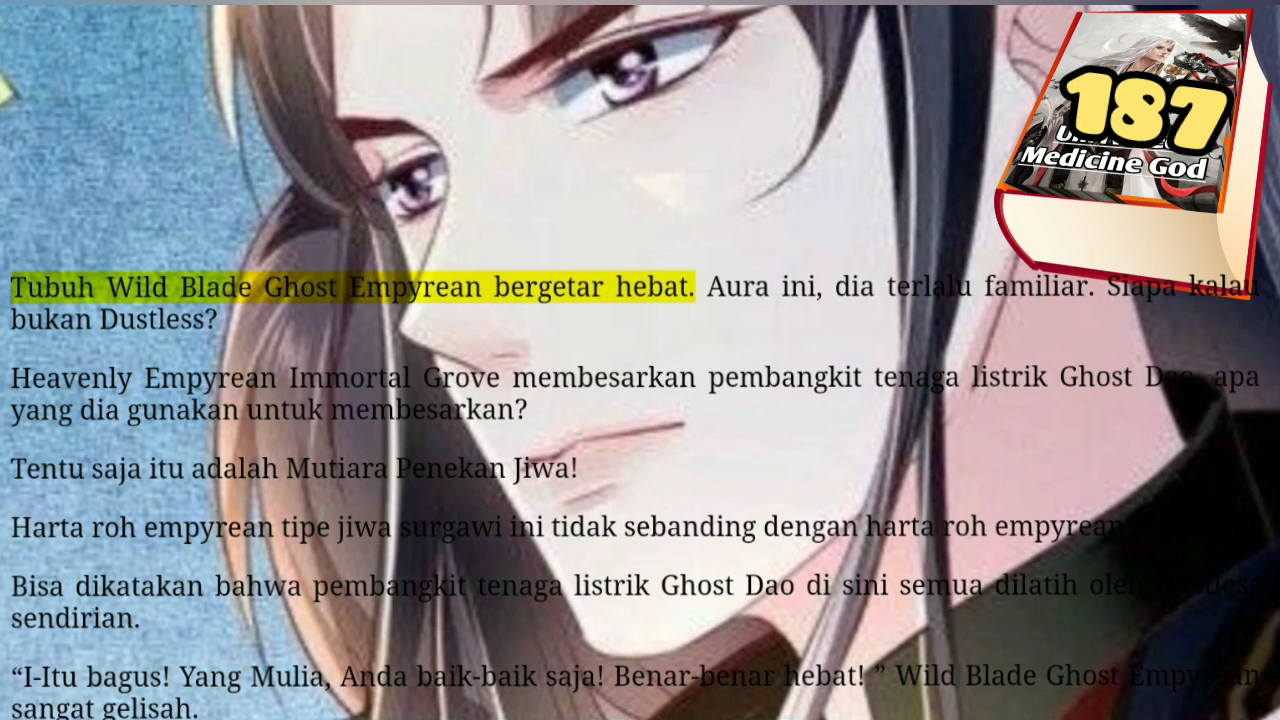 187
Medicine God
Tubuh Wild Blade Ghost Empyrean bergetar hebat. Aura ini, dia terlalu familiar. Siapa kalau
bukan Dustless?
Heavenly Empyrean Immortal Grove membesarkan pembangkit tenaga listrik Ghost Dao, apa
yang dia gunakan untuk membesarkan?
Tentu saja itu adalah Mutiara Penekan Jiwa!
Harta roh empyrean tipe jiwa surgawi ini tidak sebanding dengan harta roh empyrean
Bisa dikatakan bahwa pembangkit tenaga listrik Ghost Dao di sini semua dilatih oleh
sendirian.
“I-Itu bagus! Yang Mulia, Anda baik-baik saja! Benar-benar hebat! ” Wild Blade Ghost Empyrean
sangat gelisah.